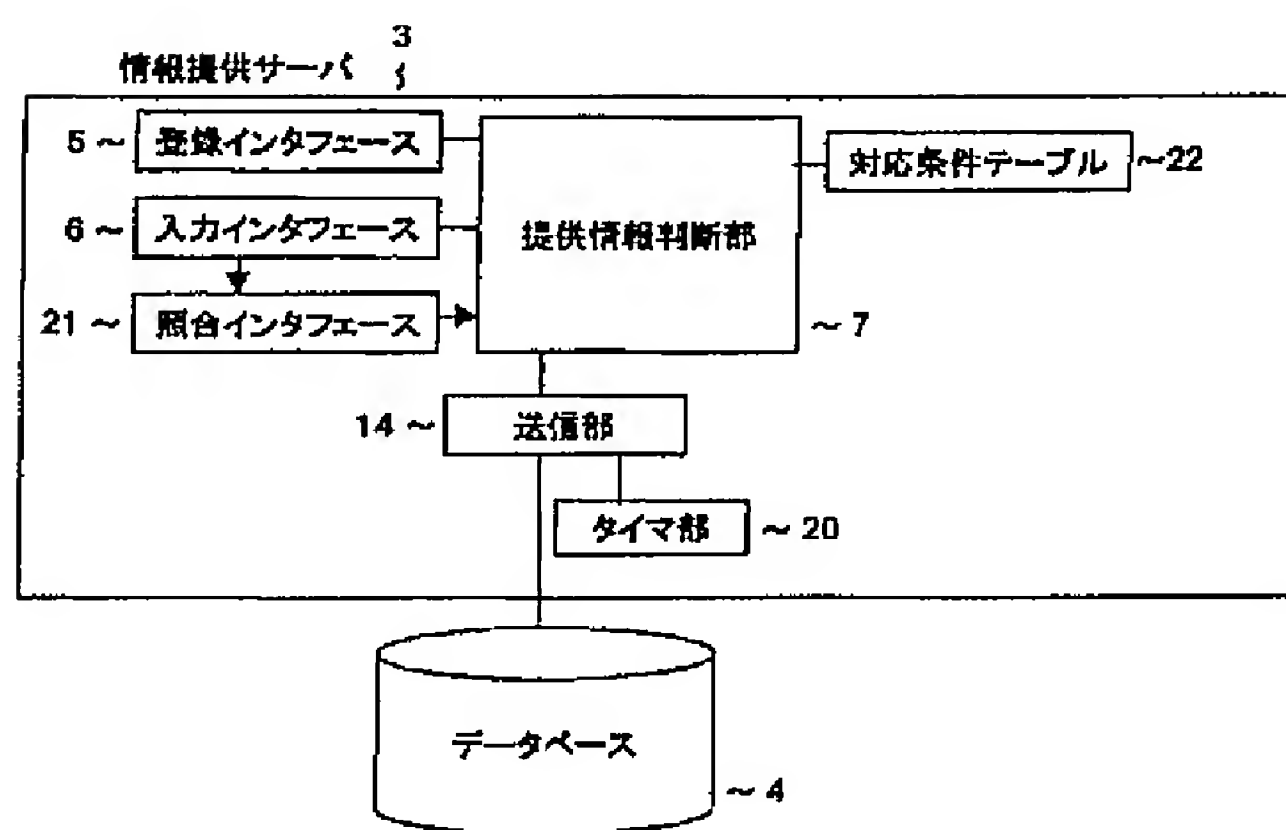 3
情報提供サーバ
5 ～ 登録インタフェース
対応条件テーブル ～22
6 ～ 入力インタフェース
提供情報判断部
21 ～ 照合インタフェース
～ 7
14 ～ 送信部
タイマ部 ～ 20
データベース
～ 4